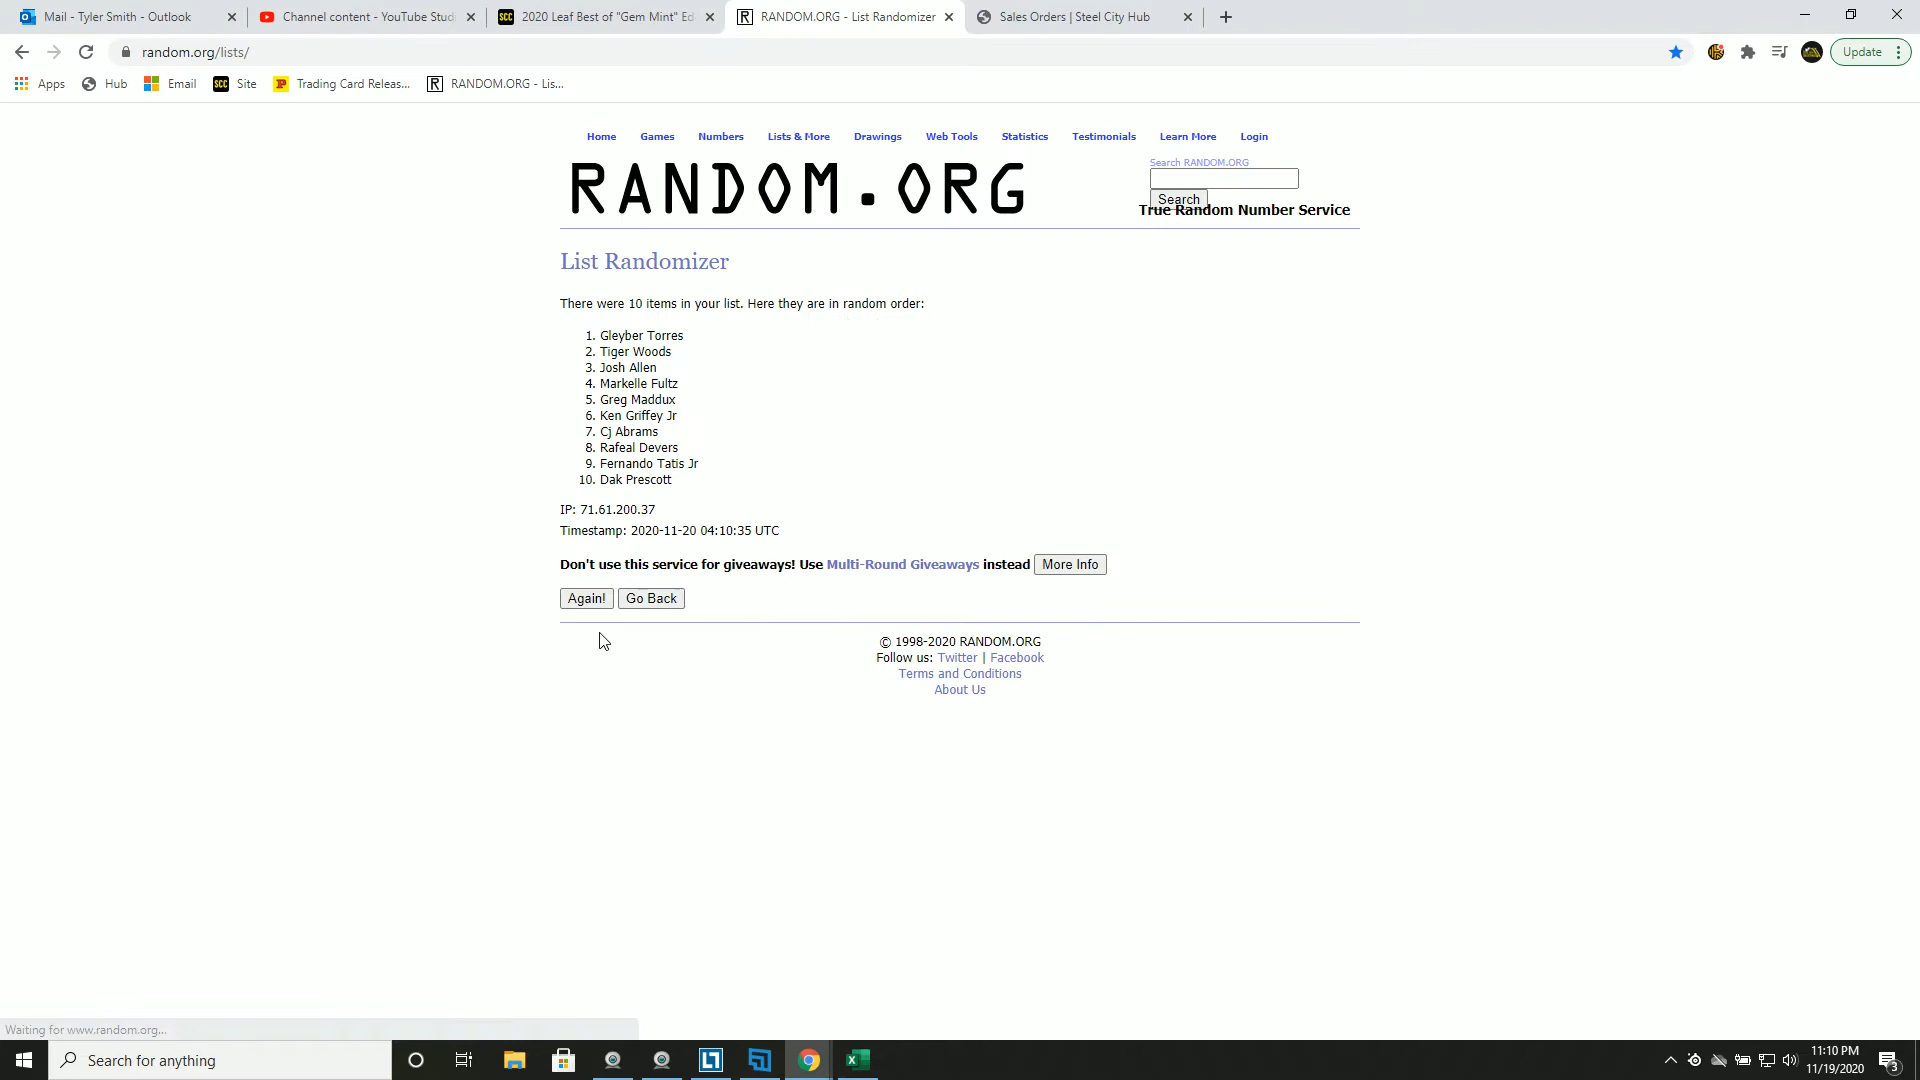 Mail - Tyler Smith - Outlook
Channel content - YouTube Stud
SCC
2020 Leaf Best of "Gem Mint" Ed
RANDOM.ORG - List Randomizer
Sales Orders | Steel City Hub
random.org/lists/
Update
Apps
Hub
Email
SCC
Site
Trading Card Releas...
RANDOM.ORG - Lis...
Home
Games
Numbers
Lists & More
Drawings
Web Tools
Statistics
Testimonials
Learn More
Login
RANDOM.ORG
Search RANDOM.ORG
Search
True Random Number Service
List Randomizer
There were 10 items in your list. Here they are in random order:
1. Gleyber Torres
2. Tiger Woods
3. Josh Allen
4. Markelle Fultz
5. Greg Maddux
6. Ken Griffey Jr
7. Cj Abrams
8. Rafeal Devers
9. Fernando Tatis Jr
10. Dak Prescott
IP: 71.61.200.37
Timestamp: 2020-11-20 04:10:35 UTC
Don't use this service for giveaways! Use Multi-Round Giveaways instead More Info
Again! Go Back
© 1998-2020 RANDOM.ORG
Follow us: Twitter | Facebook
Terms and Conditions
About Us
Waiting for www.random.org...
Search for anything
11:10 PM
11/19/2020
3